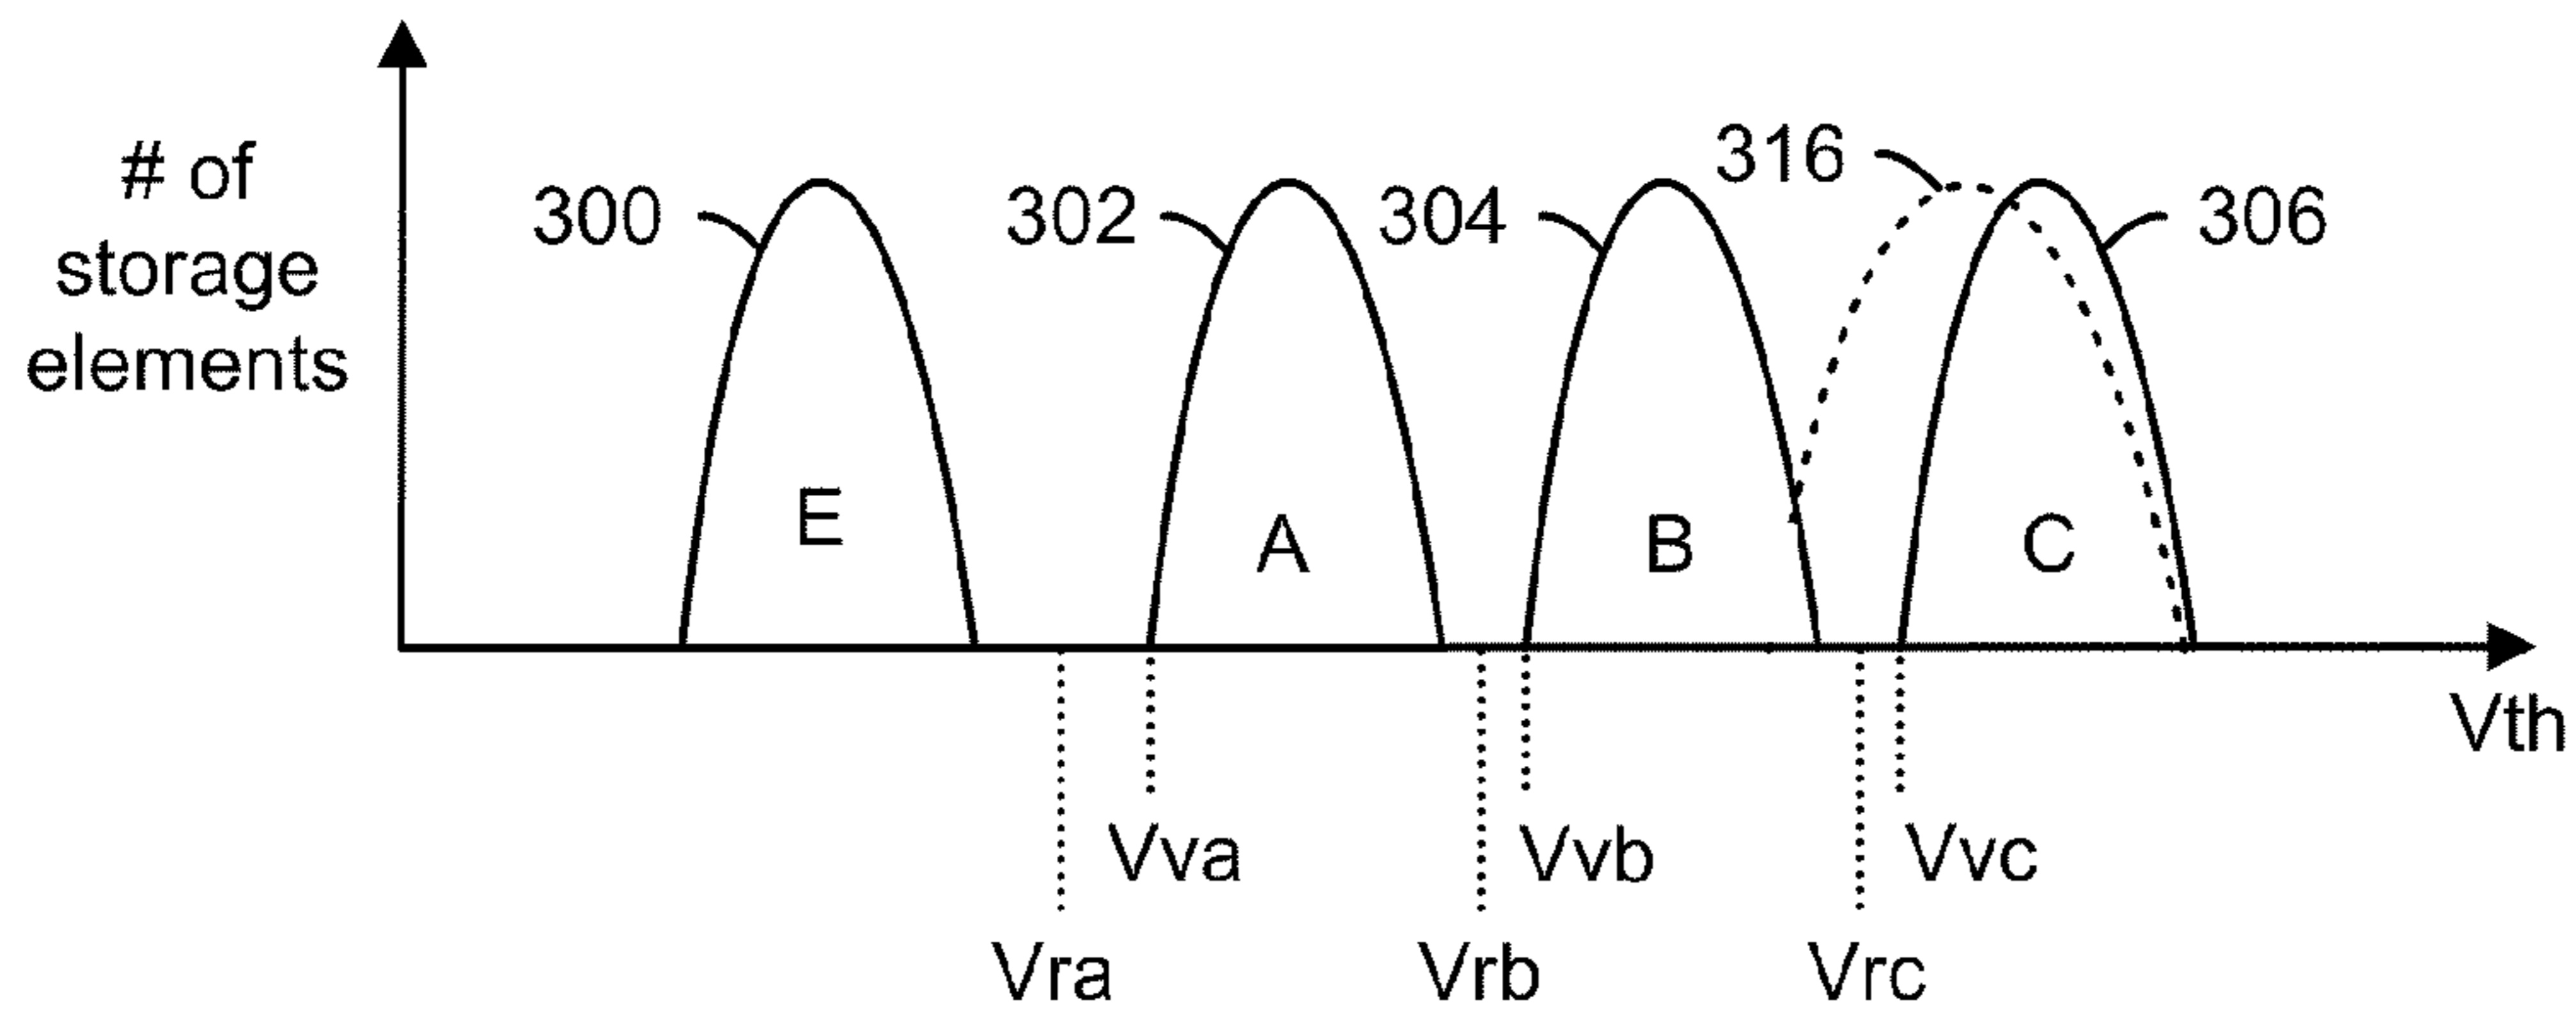 # of
storage
elements
300
302
304
316
306
E
A
B
C
Vth
Vva
Vvb
Vvc
Vra
Vrb
Vrc